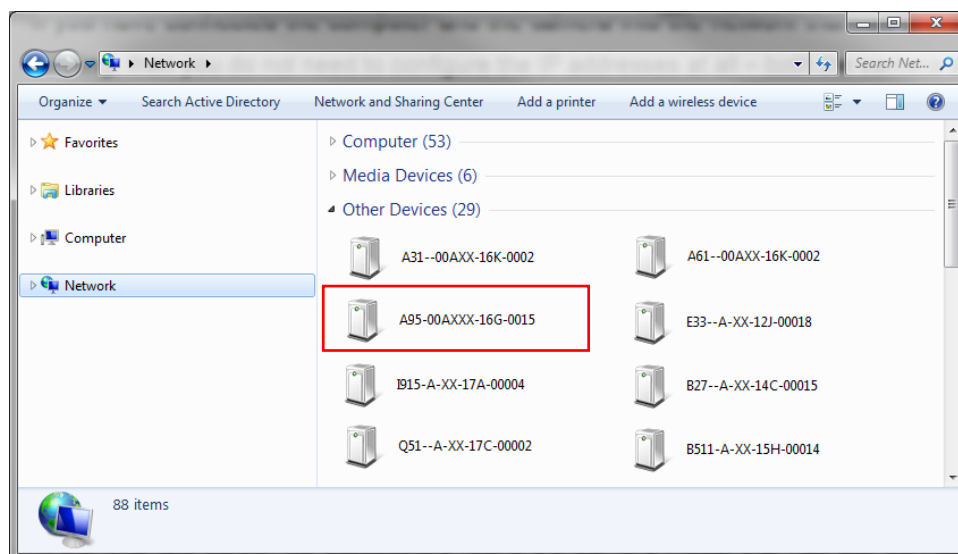 Network
Search Net...
Organize Search Active Directory Network and Sharing Center Add a printer Add a wireless device
Favorites
Libraries
Computer
Network
Computer (53)
Media Devices (6)
Other Devices (29)
A31--00AXX-16K-0002 A61--00AXX-16K-0002
A95-00AXXX-16G-0015 E33--A-XX-12J-00018
I915-A-XX-17A-00004 B27--A-XX-14C-00015
Q51--A-XX-17C-00002 B511-A-XX-15H-00014
88 items